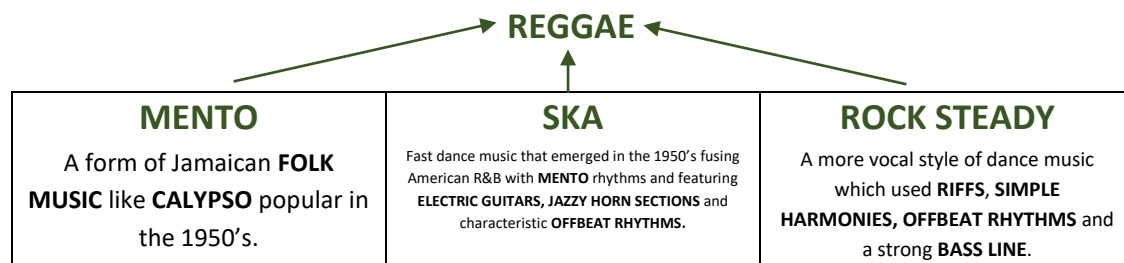 REGGAE
MENTO
A form of Jamaican FOLK
MUSIC like CALYPSO popular in
the 1950's.
SKA
Fast dance music that emerged in the 1950's fusing
American R&B with MENTO rhythms and featuring
ELECTRIC GUITARS, JAZZY HORN SECTIONS and
characteristic OFFBEAT RHYTHMS.
ROCK STEADY
A more vocal style of dance music
which used RIFFS, SIMPLE
HARMONIES, OFFBEAT RHYTHMS and
a strong BASS LINE.